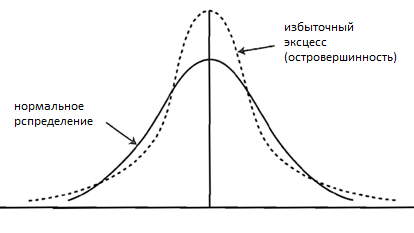 избыточный
эксцесс
(островершинность)
нормальное
рспределение